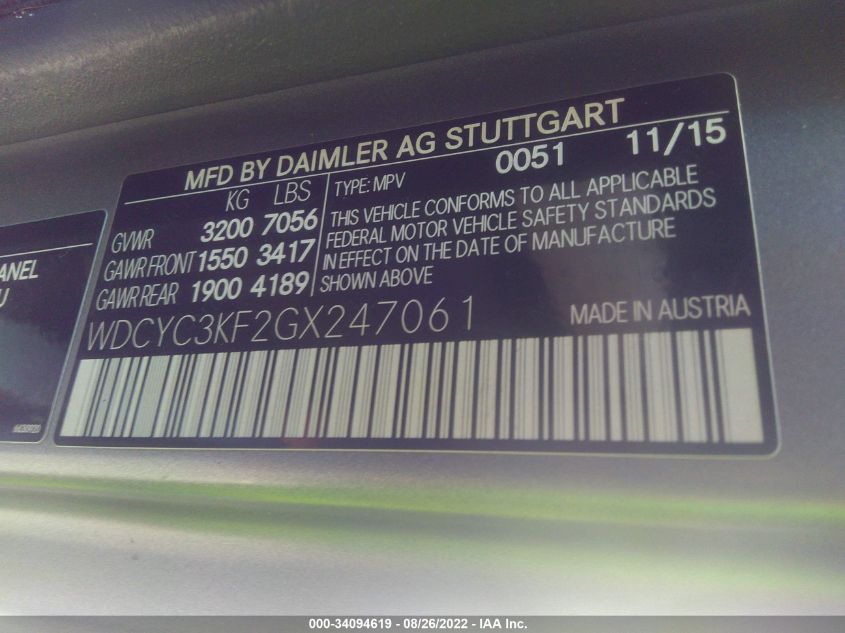 MFD BY DAIMLER AG STUTTGART
KG LBS
GVWR 3200 7056
GAWR FRONT 1550 3417
GAWR REAR 1900 4189
TYPE: MPV 0051 11/15
THIS VEHICLE CONFORMS TO ALL APPLICABLE
FEDERAL MOTOR VEHICLE SAFETY STANDARDS
IN EFFECT ON THE DATE OF MANUFACTURE
SHOWN ABOVE
WDCYC3KF2GX247061 MADE IN AUSTRIA
ANEL
U
000-34094619 - 08/26/2022 - IAA Inc.